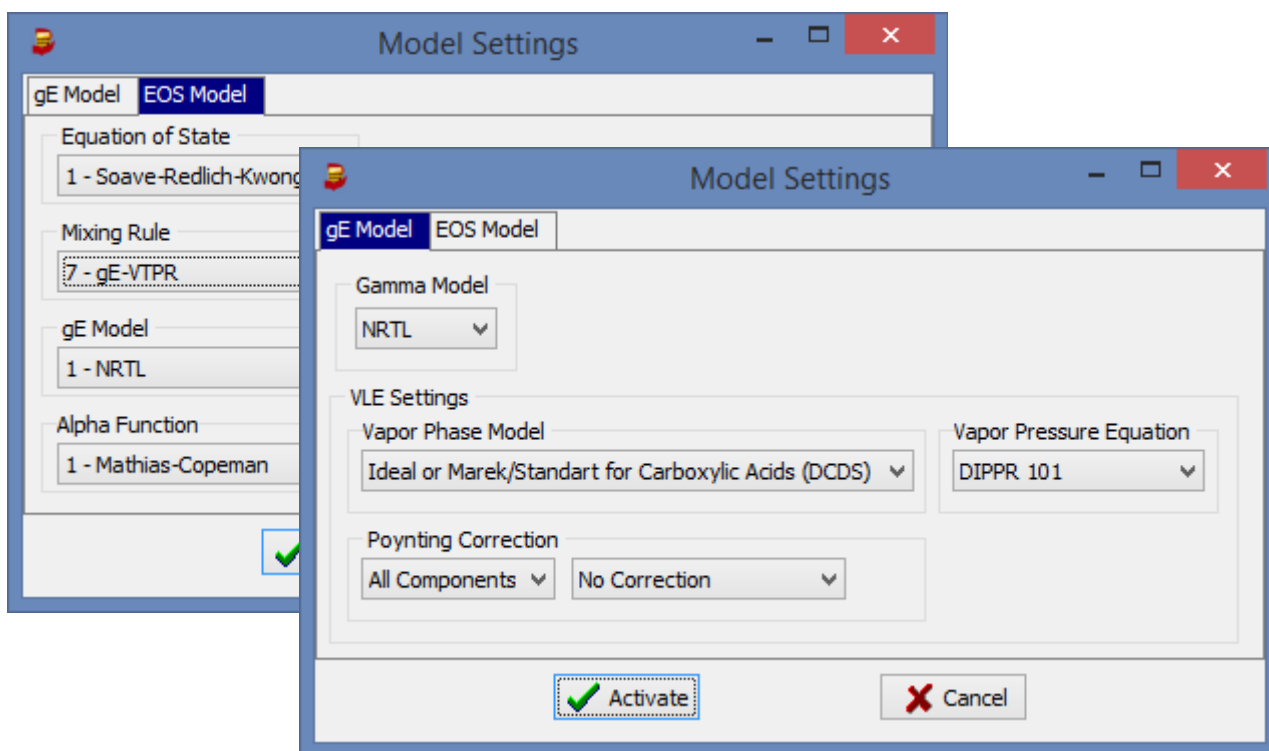 Model Settings
gE Model EOS Model
Equation of State
1 - Soave-Redlich-Kwong
Mixing Rule
7 - gE-VTPR
gE Model
1 - NRTL
Alpha Function
1 - Mathias-Copeman
Model Settings
gE Model EOS Model
Gamma Model
NRTL
VLE Settings
Vapor Phase Model Vapor Pressure Equation
Ideal or Marek/Standart for Carboxylic Acids (DCDS) DIPPR 101
Poynting Correction
All Components No Correction
Activate Cancel